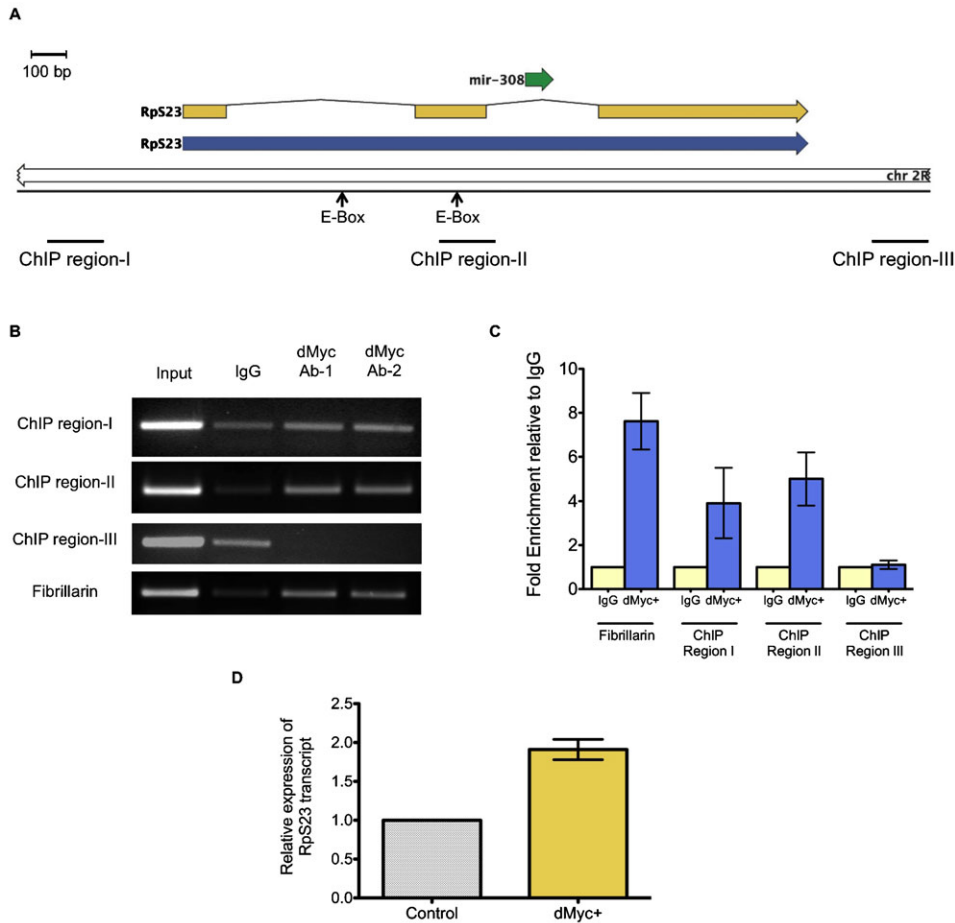 A
100 bp
mir-308
RpS23
RpS23
chr 2R
E-Box E-Box
ChIP region-I ChIP region-II ChIP region-III
B
Input IgG dMyc Ab-1 dMyc Ab-2
ChIP region-I
ChIP region-II
ChIP region-III
Fibrillarin
C
Fold Enrichment relative to IgG
10
8
6
4
2
0
IgG dMyc+ IgG dMyc+ IgG dMyc+ IgG dMyc+
Fibrillarin ChIP Region I ChIP Region II ChIP Region III
D
Relative expression of
RpS23 transcript
2.5
2.0
1.5
1.0
0.5
0.0
Control dMyc+